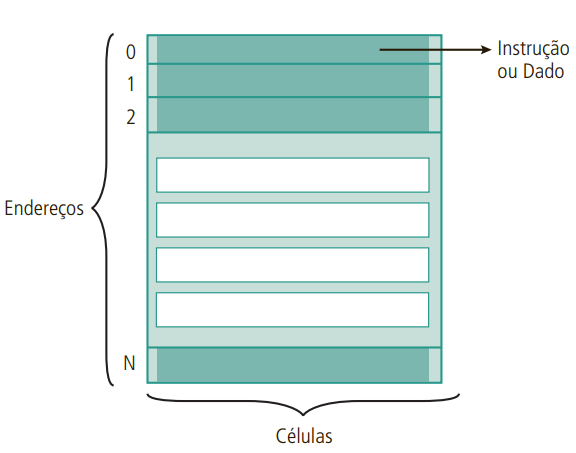 0
Instrução
ou Dado
1
2
Endereços
N
Células